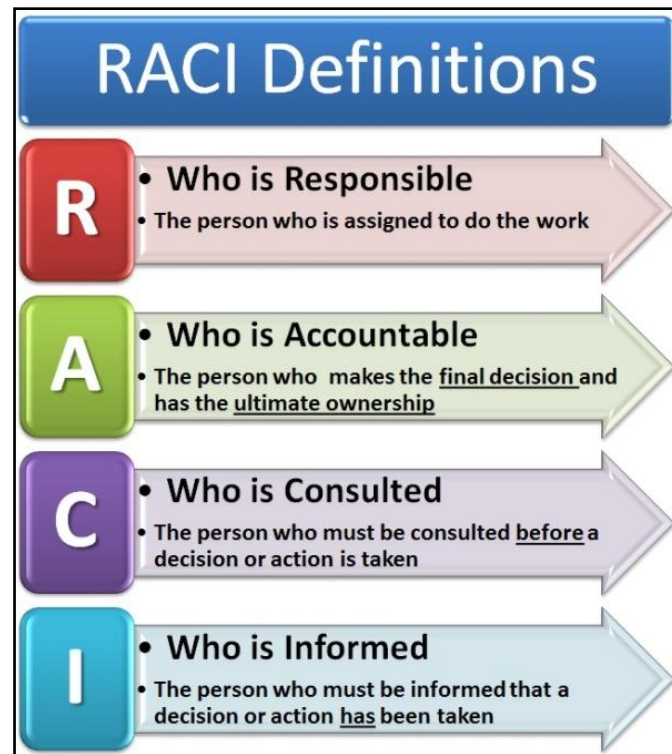 RACI Definitions
R
• Who is Responsible
• The person who is assigned to do the work
A
• Who is Accountable
• The person who makes the final decision and
has the ultimate ownership
C
• Who is Consulted
• The person who must be consulted before a
decision or action is taken
I
• Who is Informed
• The person who must be informed that a
decision or action has been taken